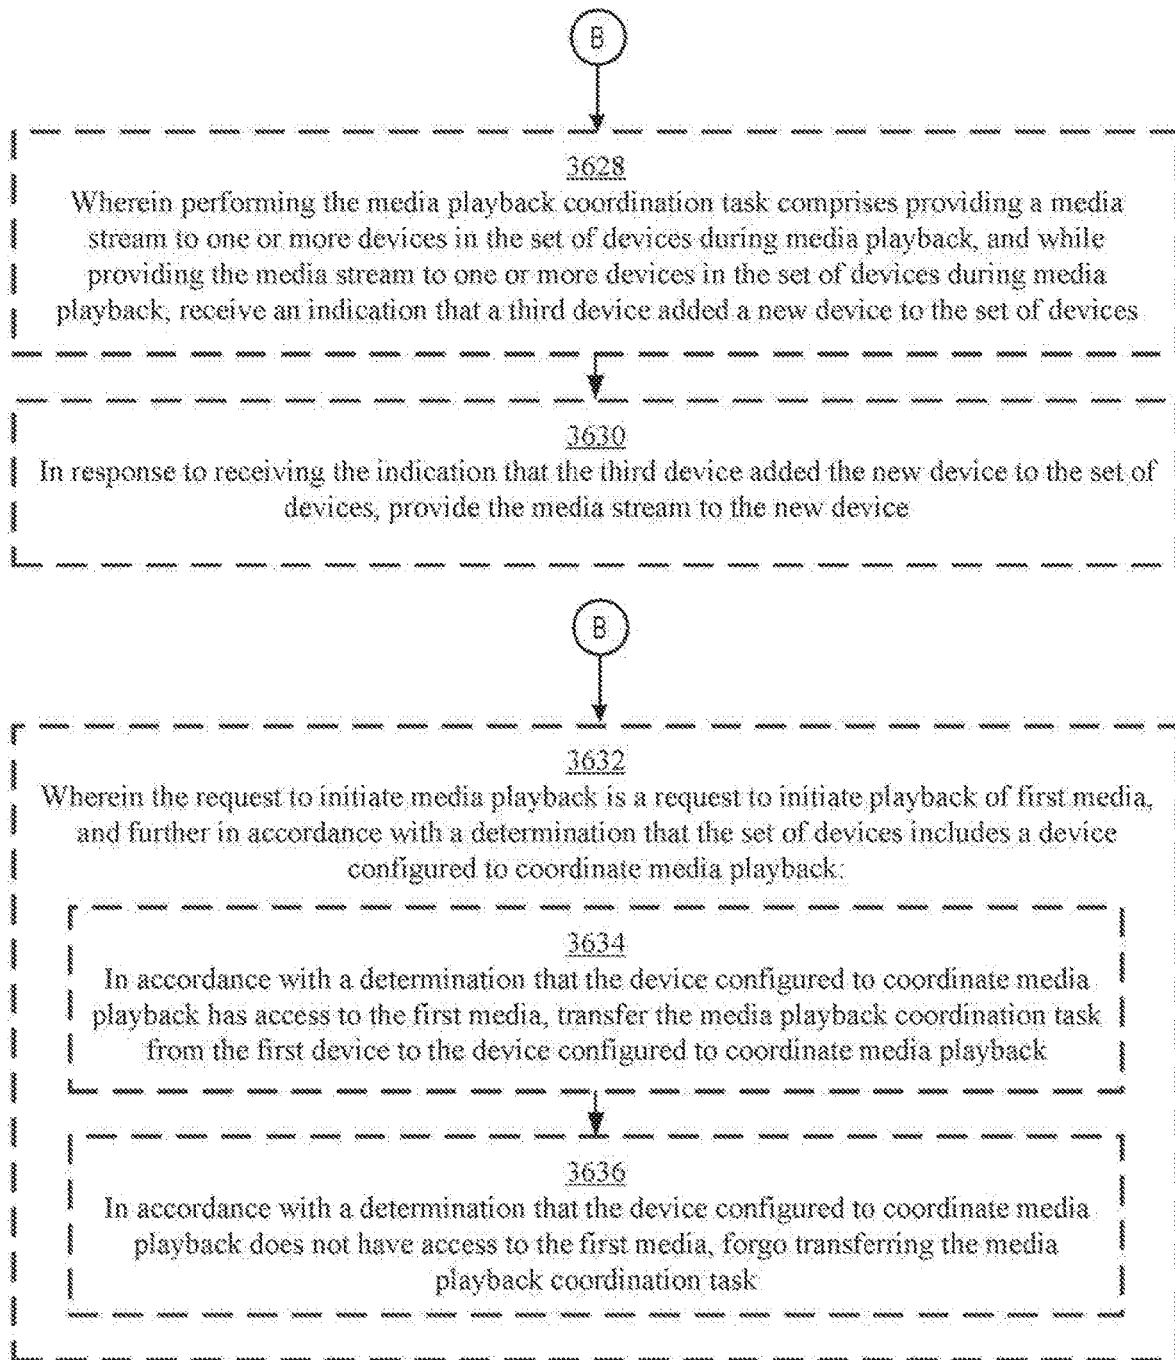 B
3628
Wherein performing the media playback coordination task comprises providing a media
stream to one or more devices in the set of devices during media playback, and while
providing the media stream to one or more devices in the set of devices during media
playback, receive an indication that a third device added a new device to the set of devices
3630
In response to receiving the indication that the third device added the new device to the set of
devices, provide the media stream to the new device
B
3632
Wherein the request to initiate media playback is a request to initiate playback of first media,
and further in accordance with a determination that the set of devices includes a device
configured to coordinate media playback:
3634
In accordance with a determination that the device configured to coordinate media
playback has access to the first media, transfer the media playback coordination task
from the first device to the device configured to coordinate media playback
3636
In accordance with a determination that the device configured to coordinate media
playback does not have access to the first media, forgo transferring the media
playback coordination task